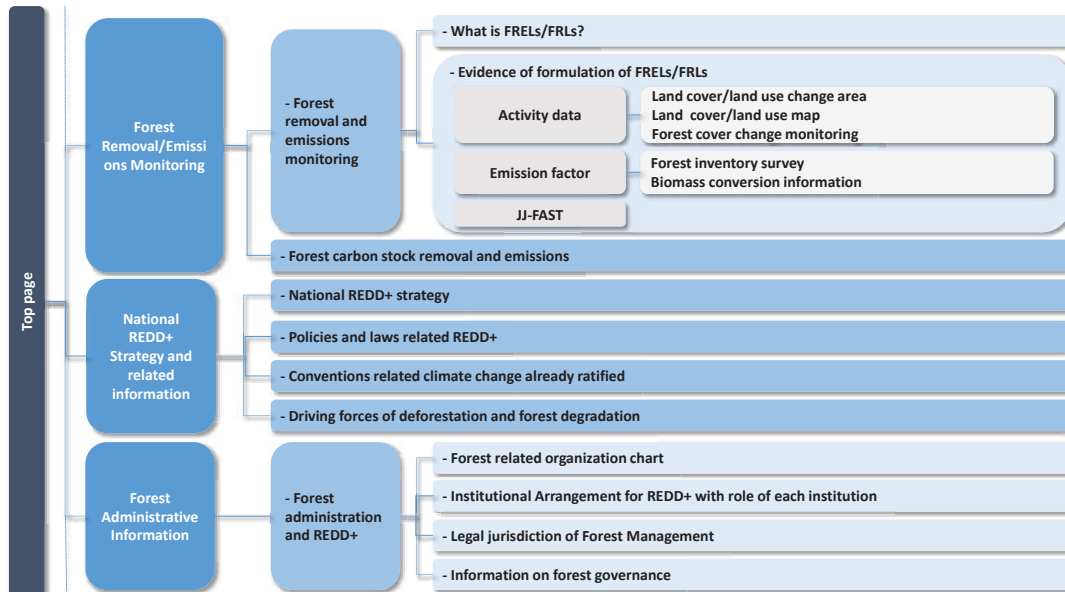 Top page
Forest
Removal/Emissi
ons Monitoring
- Forest
removal and
emissions
monitoring
- What is FRELs/FRLs?
- Evidence of formulation of FRELs/FRLs
Activity data
Land cover/land use change area
Land cover/land use map
Forest cover change monitoring
Emission factor
Forest inventory survey
Biomass conversion information
JJ-FAST
- Forest carbon stock removal and emissions
National
REDD+
Strategy and
related
information
- National REDD+ strategy
- Policies and laws related REDD+
- Conventions related climate change already ratified
- Driving forces of deforestation and forest degradation
Forest
Administrative
Information
- Forest
administration
and REDD+
- Forest related organization chart
- Institutional Arrangement for REDD+ with role of each institution
- Legal jurisdiction of Forest Management
- Information on forest governance